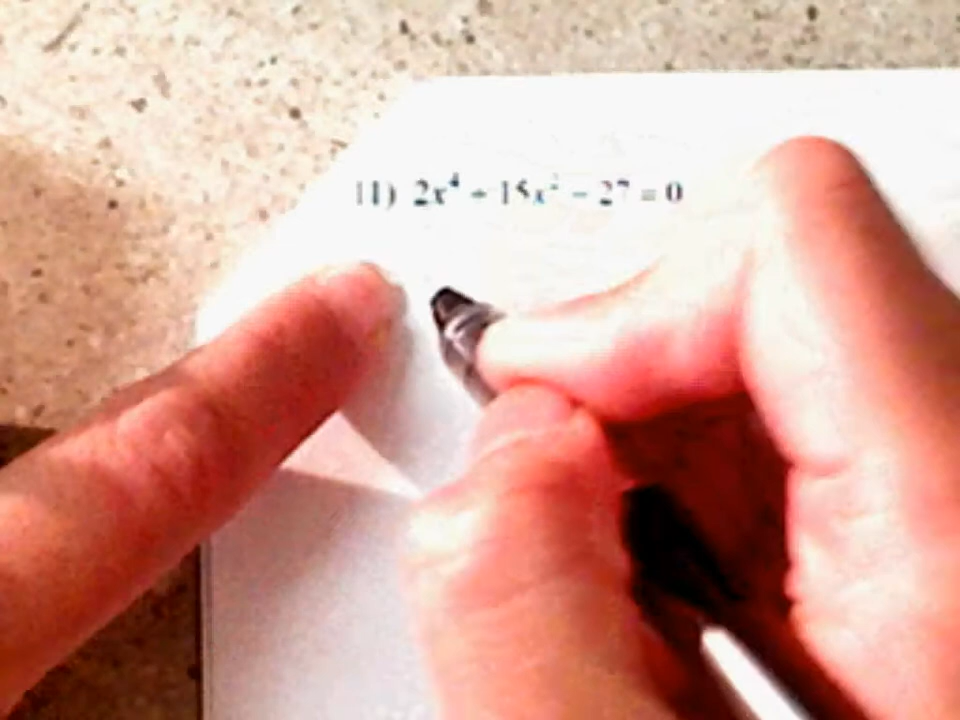 11) 2x⁴ + 15x² − 27 = 0